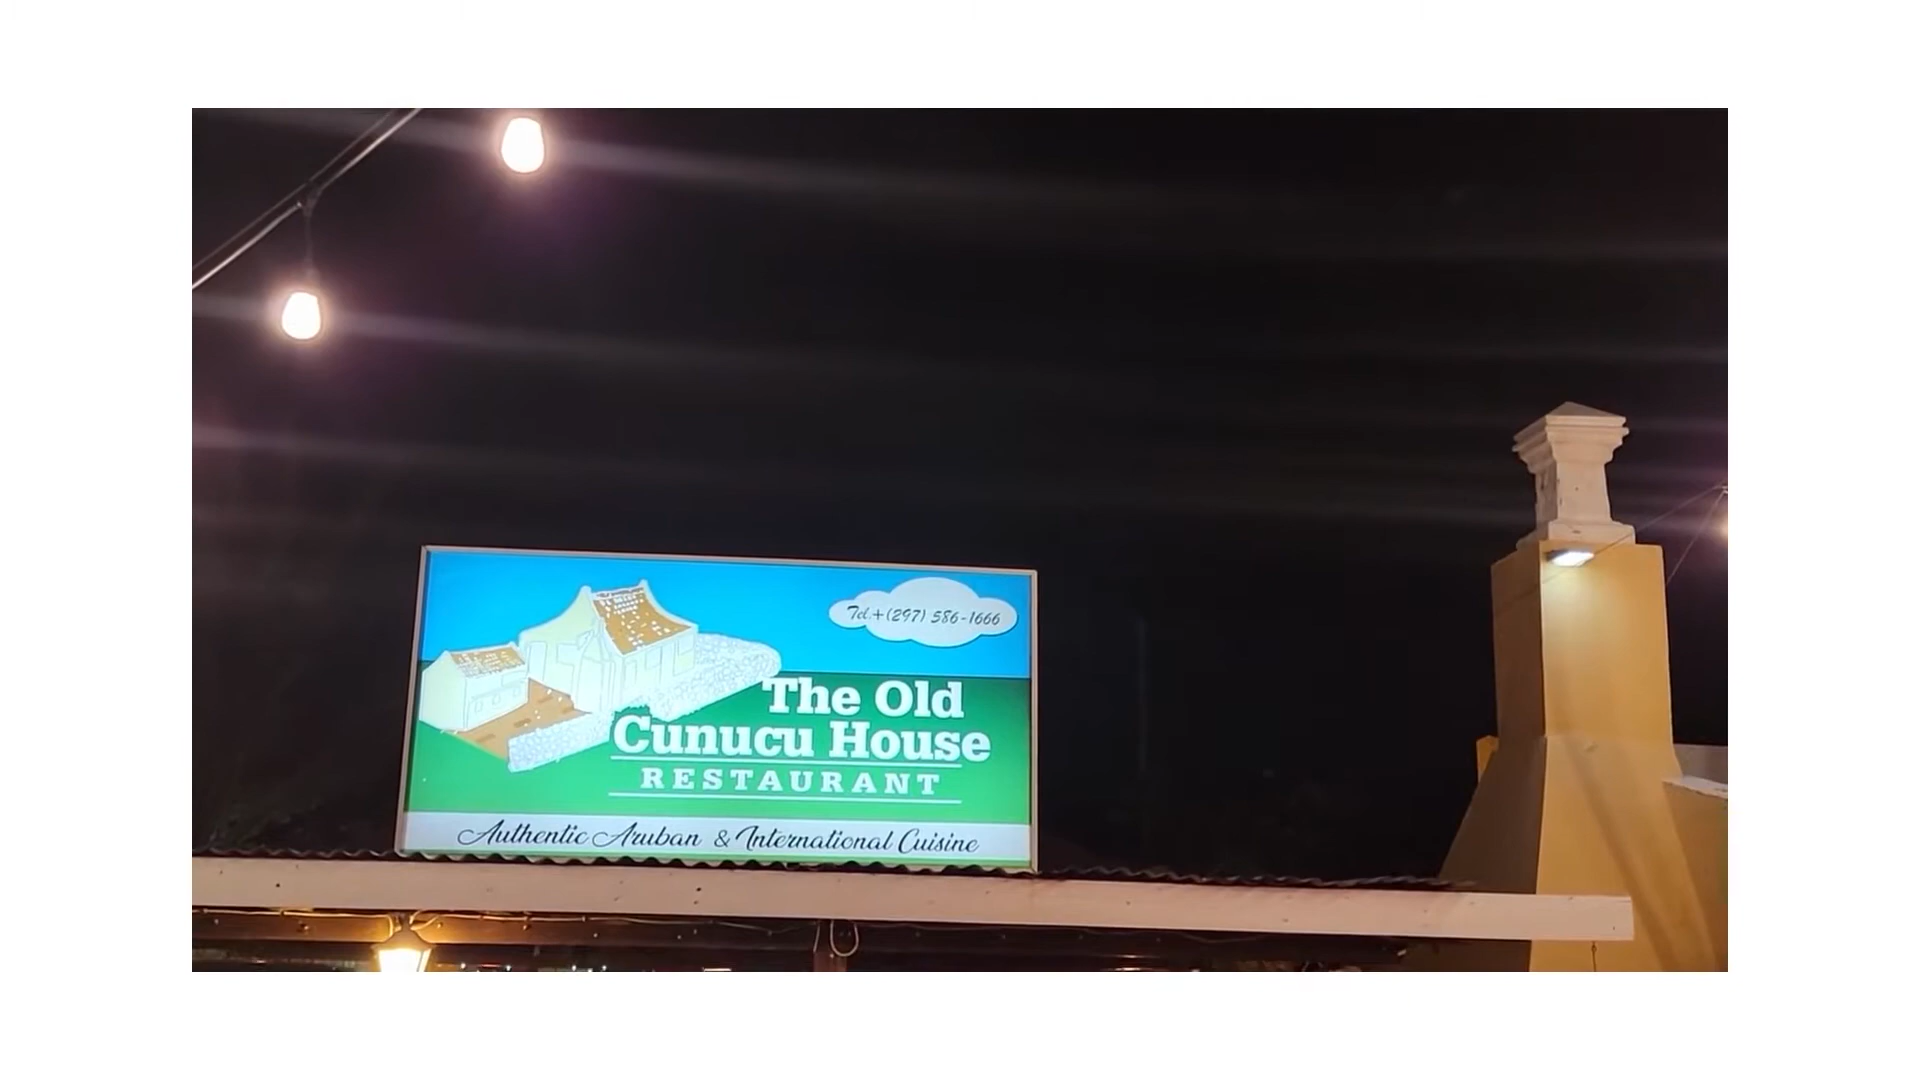 Tel.+(297) 586-1666
The Old
Cunucu House
RESTAURANT
Authentic Aruban & International Cuisine